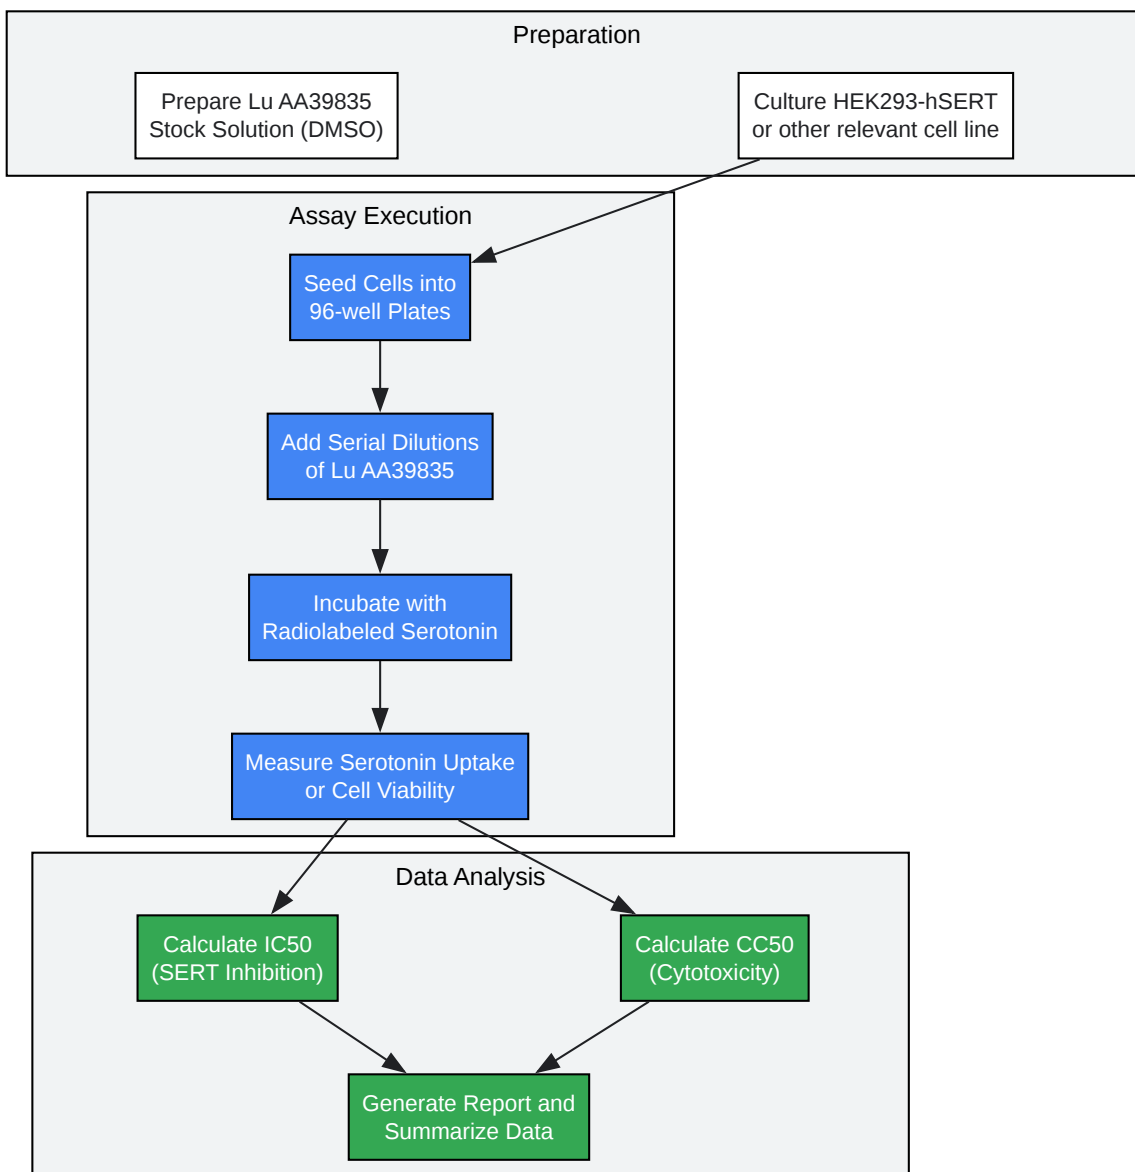 Preparation
Prepare Lu AA39835
Stock Solution (DMSO)
Culture HEK293-hSERT
or other relevant cell line
Assay Execution
Seed Cells into
96-well Plates
Add Serial Dilutions
of Lu AA39835
Incubate with
Radiolabeled Serotonin
Measure Serotonin Uptake
or Cell Viability
Data Analysis
Calculate IC50
(SERT Inhibition)
Calculate CC50
(Cytotoxicity)
Generate Report and
Summarize Data